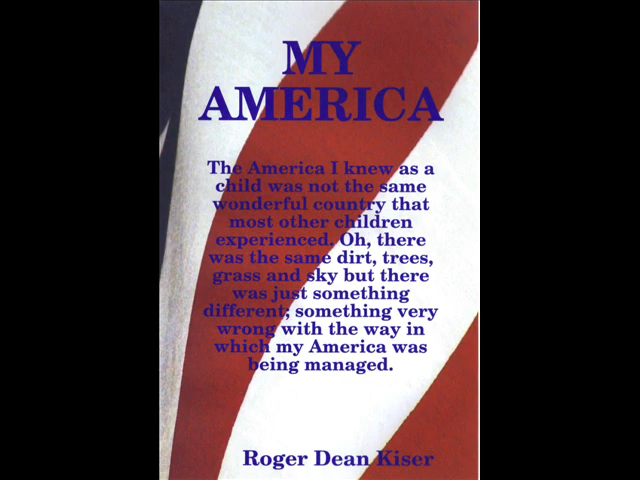 MY
AMERICA
The America I knew as a
child was not the same
wonderful country that
most other children
experienced. Oh, there
was the same dirt, trees,
grass and sky but there
was just something
different; something very
wrong with the way in
which my America was
being managed.
Roger Dean Kiser